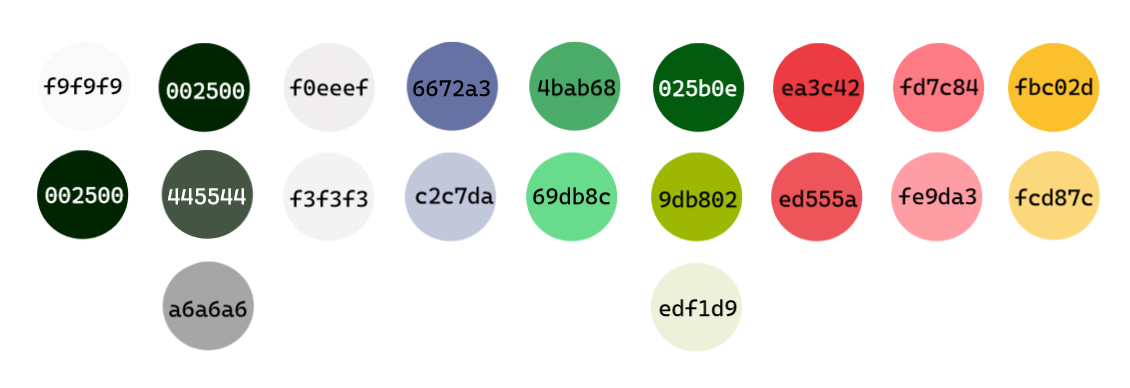 f9f9f9 002500 f0eeef 6672a3 4bab68 025b0e ea3c42 fd7c84 fbc02d
002500 445544 f3f3f3 c2c7da 69db8c 9db802 ed555a fe9da3 fcd87c
a6a6a6 edf1d9